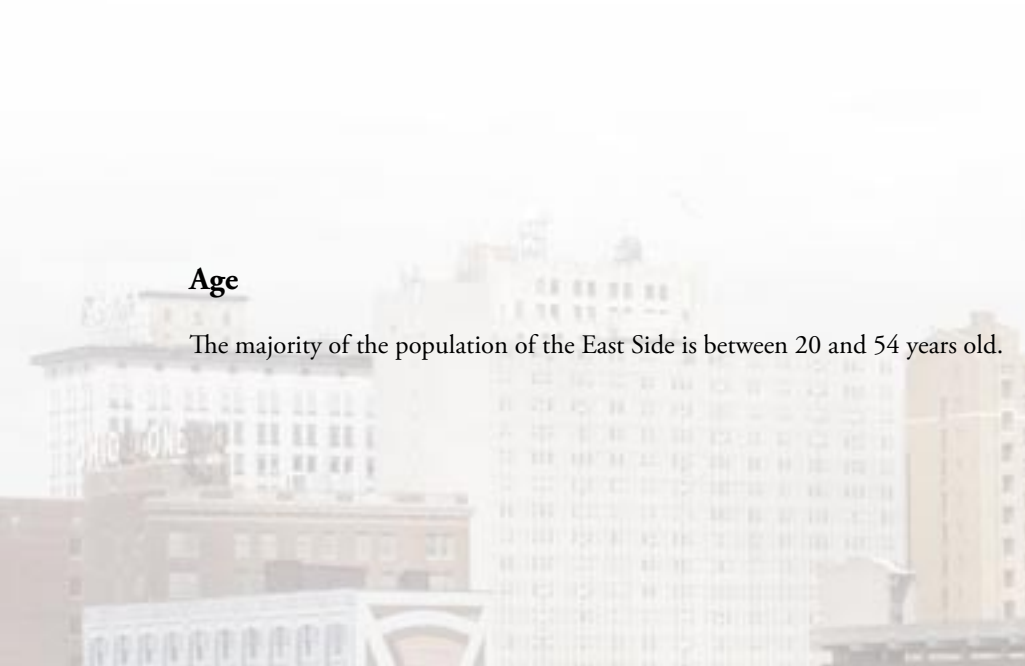 Age
The majority of the population of the East Side is between 20 and 54 years old.